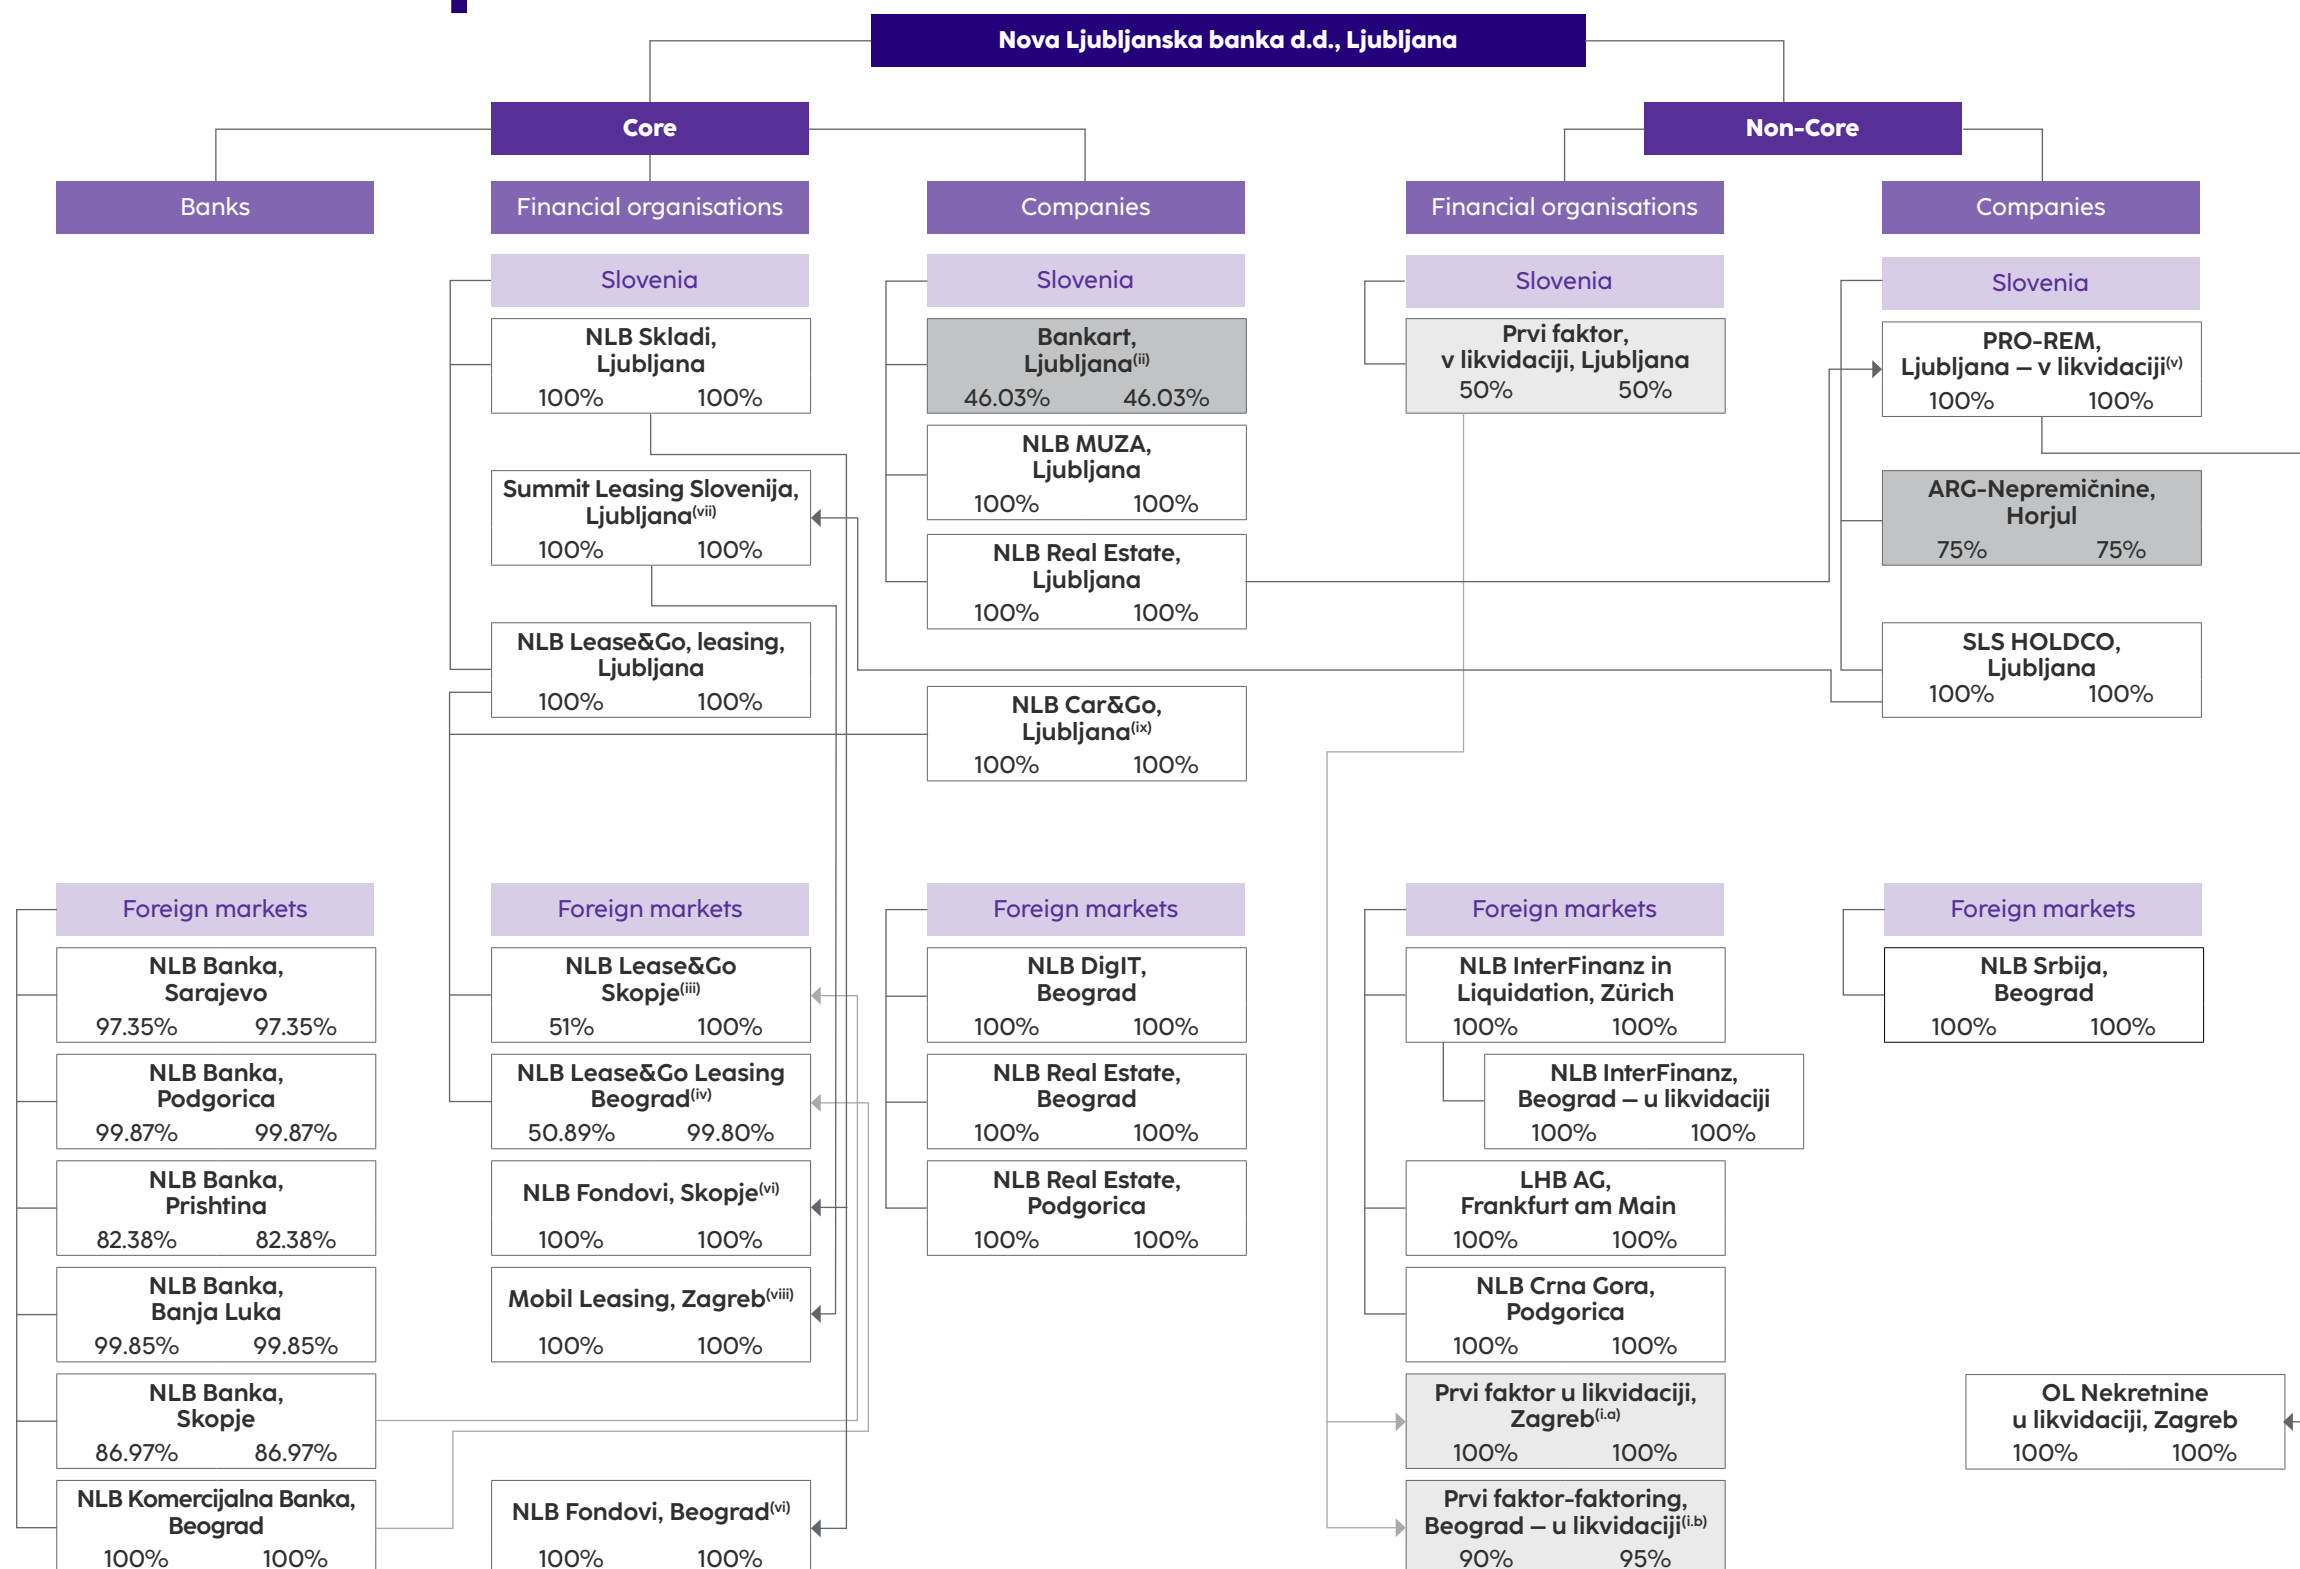 Nova Ljubljanska banka d.d., Ljubljana
Core
Non-Core
Banks
Financial organisations
Companies
Financial organisations
Companies
Slovenia
NLB Skladi,
Ljubljana
100% 100%
Summit Leasing Slovenija,
Ljubljana(vii)
100% 100%
NLB Lease&Go, leasing,
Ljubljana
100% 100%
Slovenia
Bankart,
Ljubljana(ii)
46.03% 46.03%
NLB MUZA,
Ljubljana
100% 100%
NLB Real Estate,
Ljubljana
100% 100%
NLB Car&Go,
Ljubljana(ix)
100% 100%
Slovenia
Prvi faktor,
v likvidaciji, Ljubljana
50% 50%
Slovenia
PRO-REM,
Ljubljana – v likvidaciji(v)
100% 100%
ARG-Nepremičnine,
Horjul
75% 75%
SLS HOLDCO,
Ljubljana
100% 100%
Foreign markets
NLB Banka,
Sarajevo
97.35% 97.35%
NLB Banka,
Podgorica
99.87% 99.87%
NLB Banka,
Prishtina
82.38% 82.38%
NLB Banka,
Banja Luka
99.85% 99.85%
NLB Banka,
Skopje
86.97% 86.97%
NLB Komercijalna Banka,
Beograd
100% 100%
Foreign markets
NLB Lease&Go
Skopje(iii)
51% 100%
NLB Lease&Go Leasing
Beograd(iv)
50.89% 99.80%
NLB Fondovi, Skopje(vi)
100% 100%
Mobil Leasing, Zagreb(viii)
100% 100%
NLB Fondovi, Beograd(vi)
100% 100%
Foreign markets
NLB DigIT,
Beograd
100% 100%
NLB Real Estate,
Beograd
100% 100%
NLB Real Estate,
Podgorica
100% 100%
Foreign markets
NLB InterFinanz in
Liquidation, Zürich
100% 100%
NLB InterFinanz,
Beograd – u likvidaciji
100% 100%
LHB AG,
Frankfurt am Main
100% 100%
NLB Crna Gora,
Podgorica
100% 100%
Prvi faktor u likvidaciji,
Zagreb(i.a)
100% 100%
Prvi faktor-faktoring,
Beograd – u likvidaciji(i.b)
90% 95%
Foreign markets
NLB Srbija,
Beograd
100% 100%
OL Nekretnine
u likvidaciji, Zagreb
100% 100%